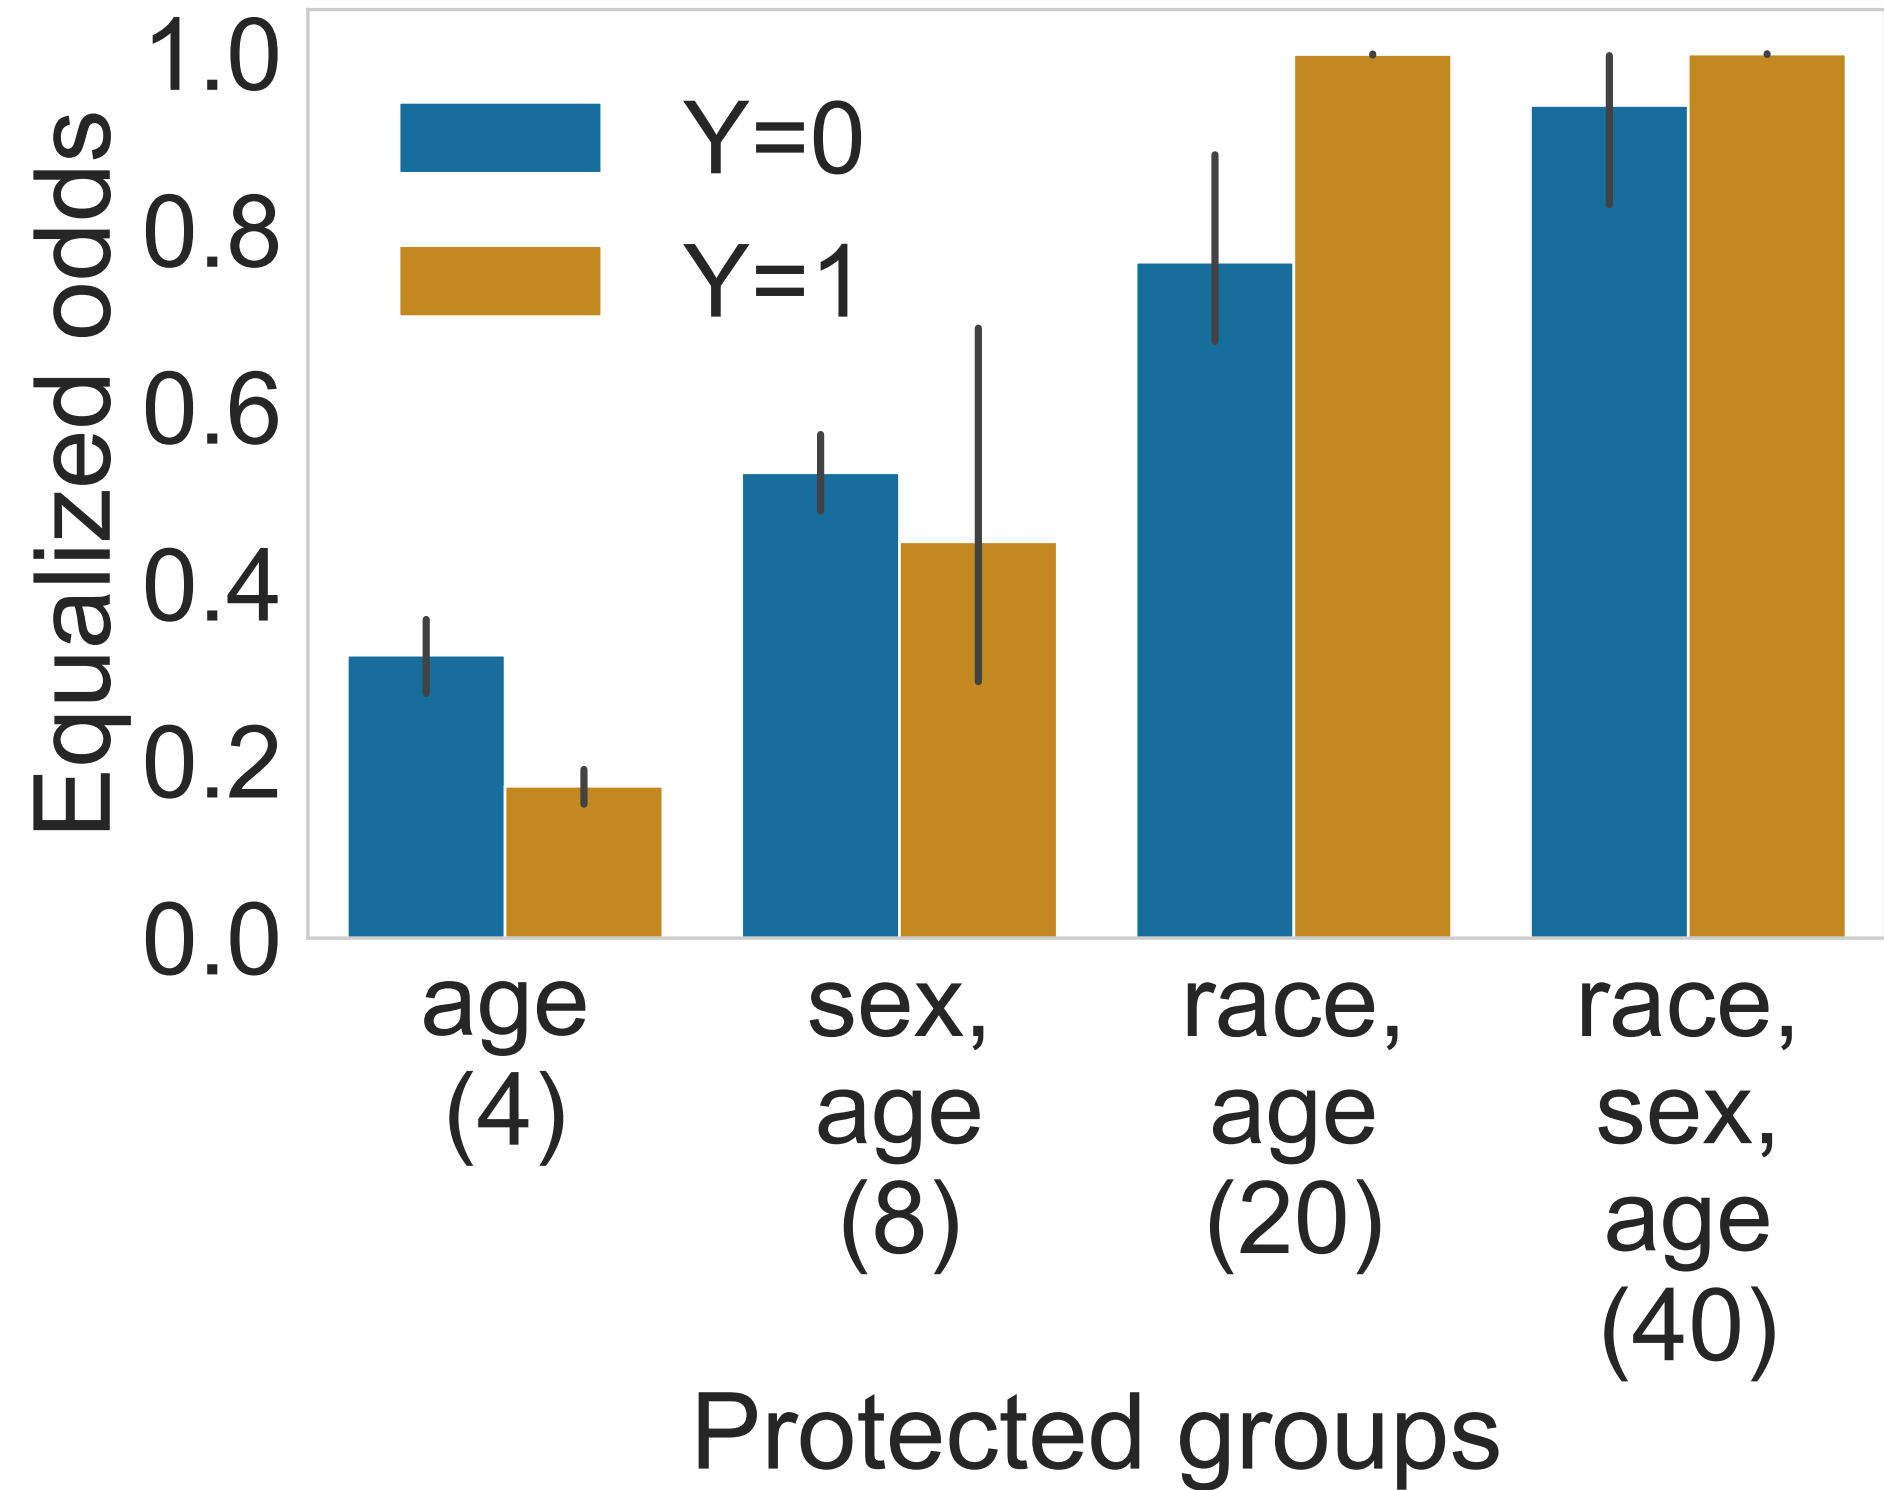 Equalized odds
1.0
0.8
0.6
0.4
0.2
0.0
Y=0
Y=1
age
(4)
sex,
age
(8)
race,
age
(20)
race,
sex,
age
(40)
Protected groups